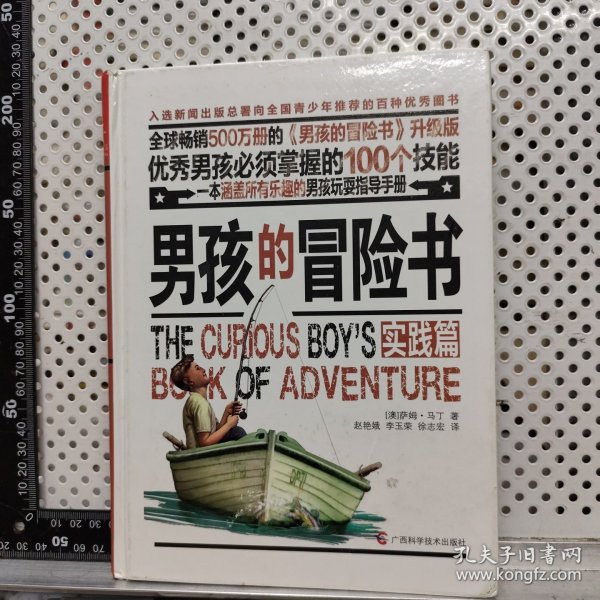 入选新闻出版总署向全国青少年推荐的百种优秀图书
全球畅销500万册的《男孩的冒险书》升级版
优秀男孩必须掌握的100个技能
一本涵盖所有乐趣的男孩玩耍指导手册
男孩的冒险书
THE CURIOUS BOY'S 实践篇
BOOK OF ADVENTURE
[澳]萨姆·马丁 著
赵艳娥 李玉荣 徐志宏 译
广西科学技术出版社
孔夫子旧书网
www.kongfz.com